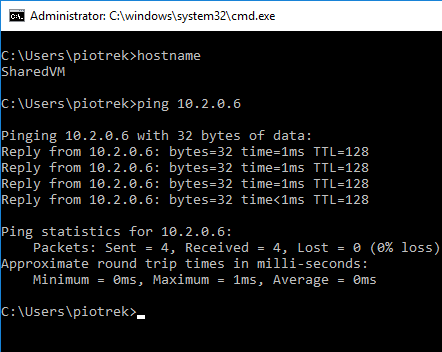 Administrator: C:\windows\system32\cmd.exe
C:\Users\piotrek>hostname
SharedVM
C:\Users\piotrek>ping 10.2.0.6
Pinging 10.2.0.6 with 32 bytes of data:
Reply from 10.2.0.6: bytes=32 time=1ms TTL=128
Reply from 10.2.0.6: bytes=32 time=1ms TTL=128
Reply from 10.2.0.6: bytes=32 time=1ms TTL=128
Reply from 10.2.0.6: bytes=32 time<1ms TTL=128
Ping statistics for 10.2.0.6:
    Packets: Sent = 4, Received = 4, Lost = 0 (0% loss)
Approximate round trip times in milli-seconds:
    Minimum = 0ms, Maximum = 1ms, Average = 0ms
C:\Users\piotrek>